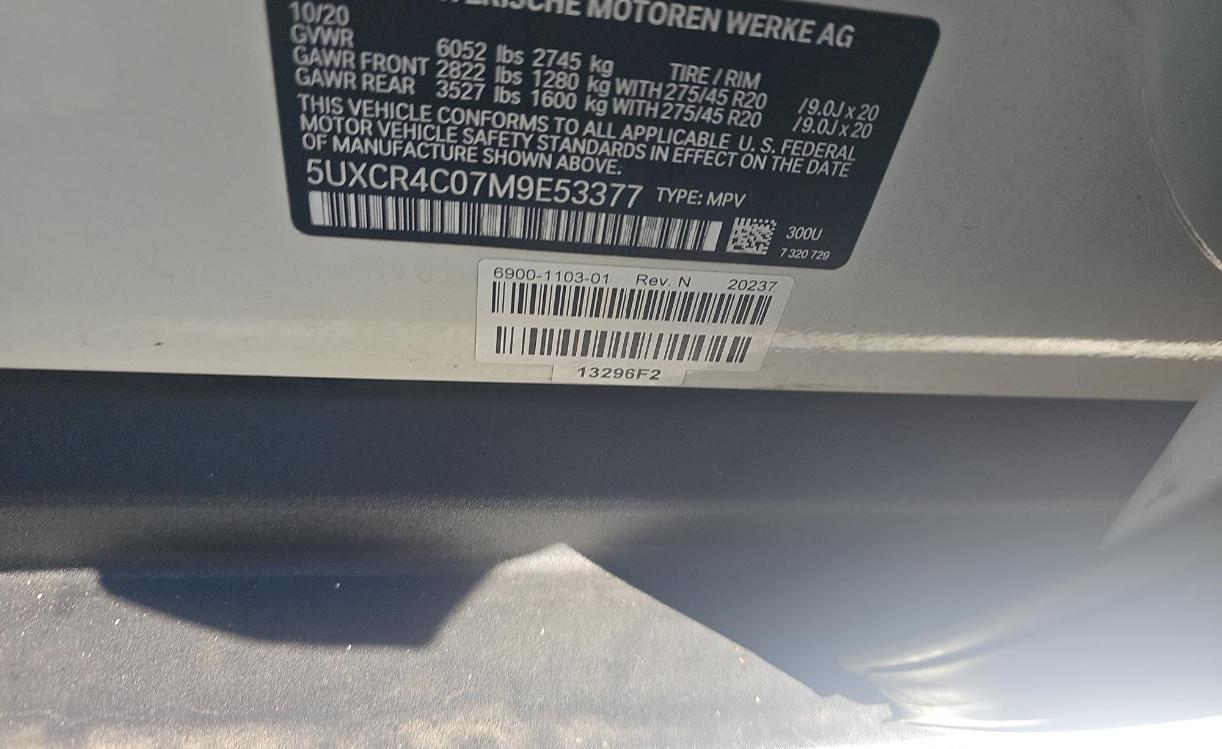 MOTOREN WERKE AG
10/20
GVWR 6052 lbs 2745 kg TIRE / RIM
GAWR FRONT 2822 lbs 1280 kg WITH 275/45 R20 /9.0J x 20
GAWR REAR 3527 lbs 1600 kg WITH 275/45 R20 /9.0J x 20
THIS VEHICLE CONFORMS TO ALL APPLICABLE U. S. FEDERAL
MOTOR VEHICLE SAFETY STANDARDS IN EFFECT ON THE DATE
OF MANUFACTURE SHOWN ABOVE.
5UXCR4C07M9E53377 TYPE: MPV
300U
7 320 729
6900-1103-01 Rev. N 20237
13296F2